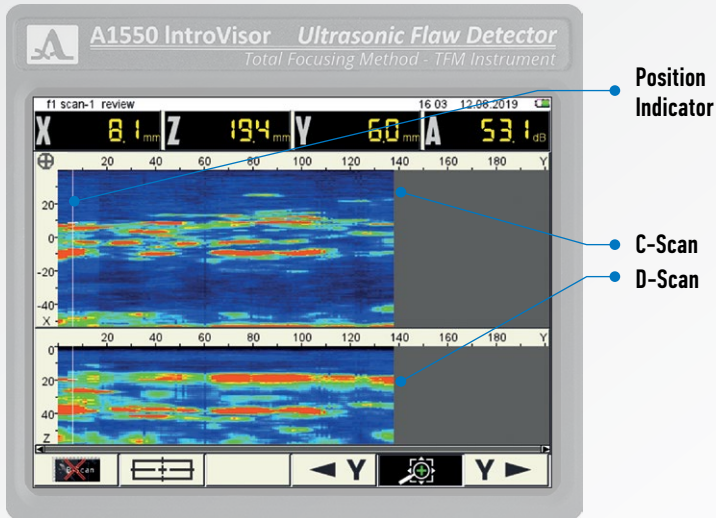 A1550 IntroVisor Ultrasonic Flaw Detector
Total Focusing Method - TFM Instrument
f1 scan-1 review 16 03 12.08.2019
X 8,1 mm Z 19,4 mm Y 6,0 mm A 53,1 dB
20 40 60 80 100 120 140 160 180 Y
20
0
-20
-40
X
20 40 60 80 100 120 140 160 180 Y
0
20
40
Z
-Scan
Y
Y
Position
Indicator
C-Scan
D-Scan